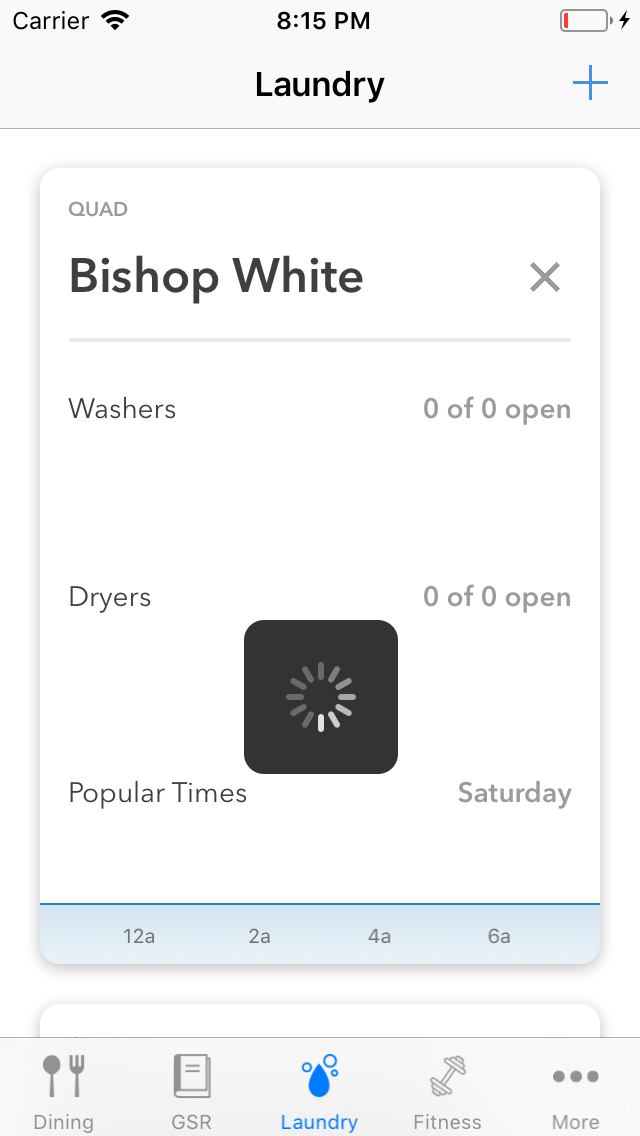 Carrier 8:15 PM
Laundry
QUAD
Bishop White
Washers 0 of 0 open
Dryers 0 of 0 open
Popular Times Saturday
12a 2a 4a 6a
Dining GSR Laundry Fitness More